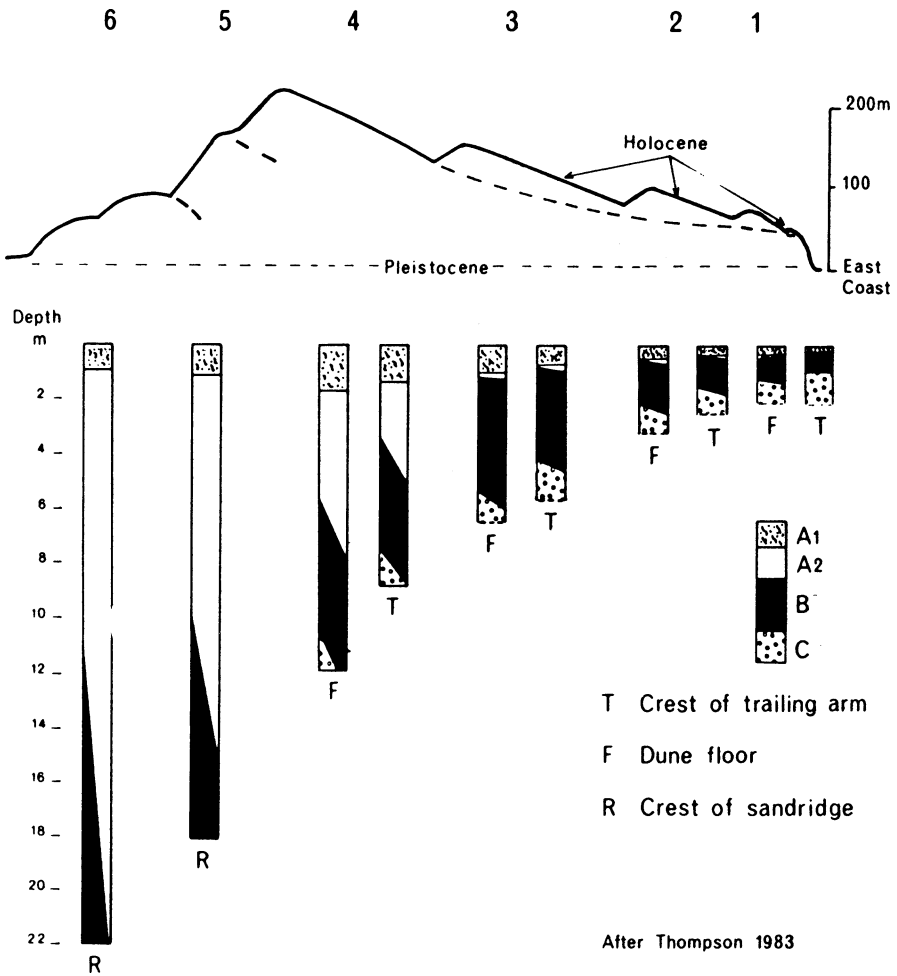 6 5 4 3 2 1
200m
Holocene
100
Pleistocene
East
Coast
Depth
m
2
4
6
8
10
12
14
16
18
20
22
R
R
F
T
F
T
F
T
F
T
A1
A2
B
C
T Crest of trailing arm
F Dune floor
R Crest of sandridge
After Thompson 1983